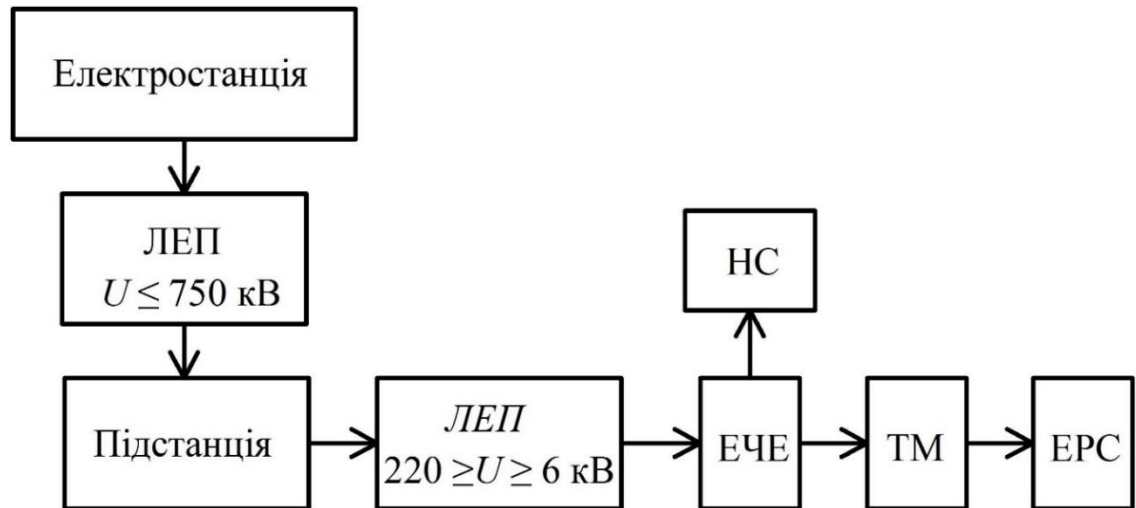 Електростанція
ЛЕП
U ≤ 750 кВ
НС
Підстанція
ЛЕП
220 ≥U ≥ 6 кВ
ЕЧЕ
ТМ
ЕРС